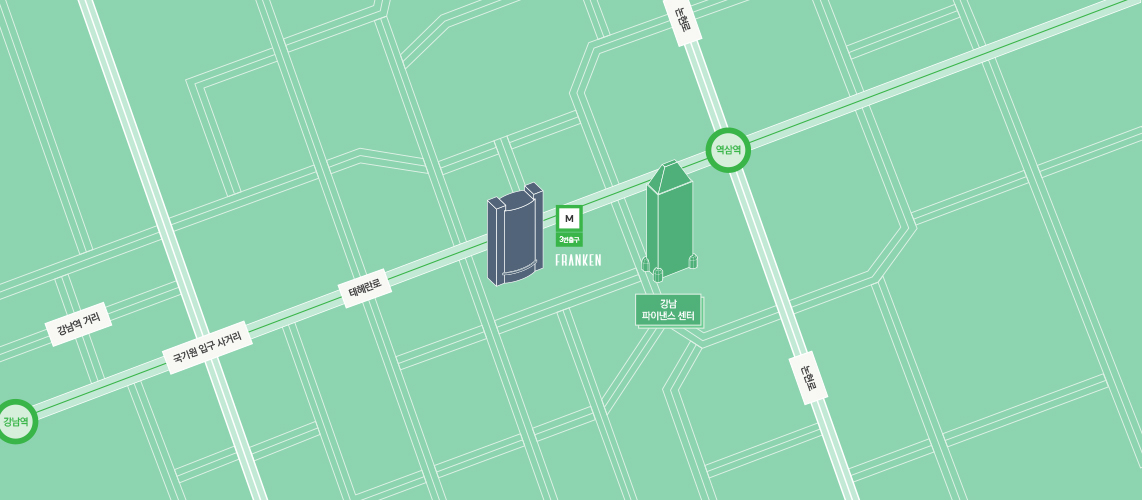 논현로
역삼역
M
3번출구
FRANKEN
테헤란로
강남
파이낸스 센터
강남역 거리
국기원 입구 사거리
논현로
강남역